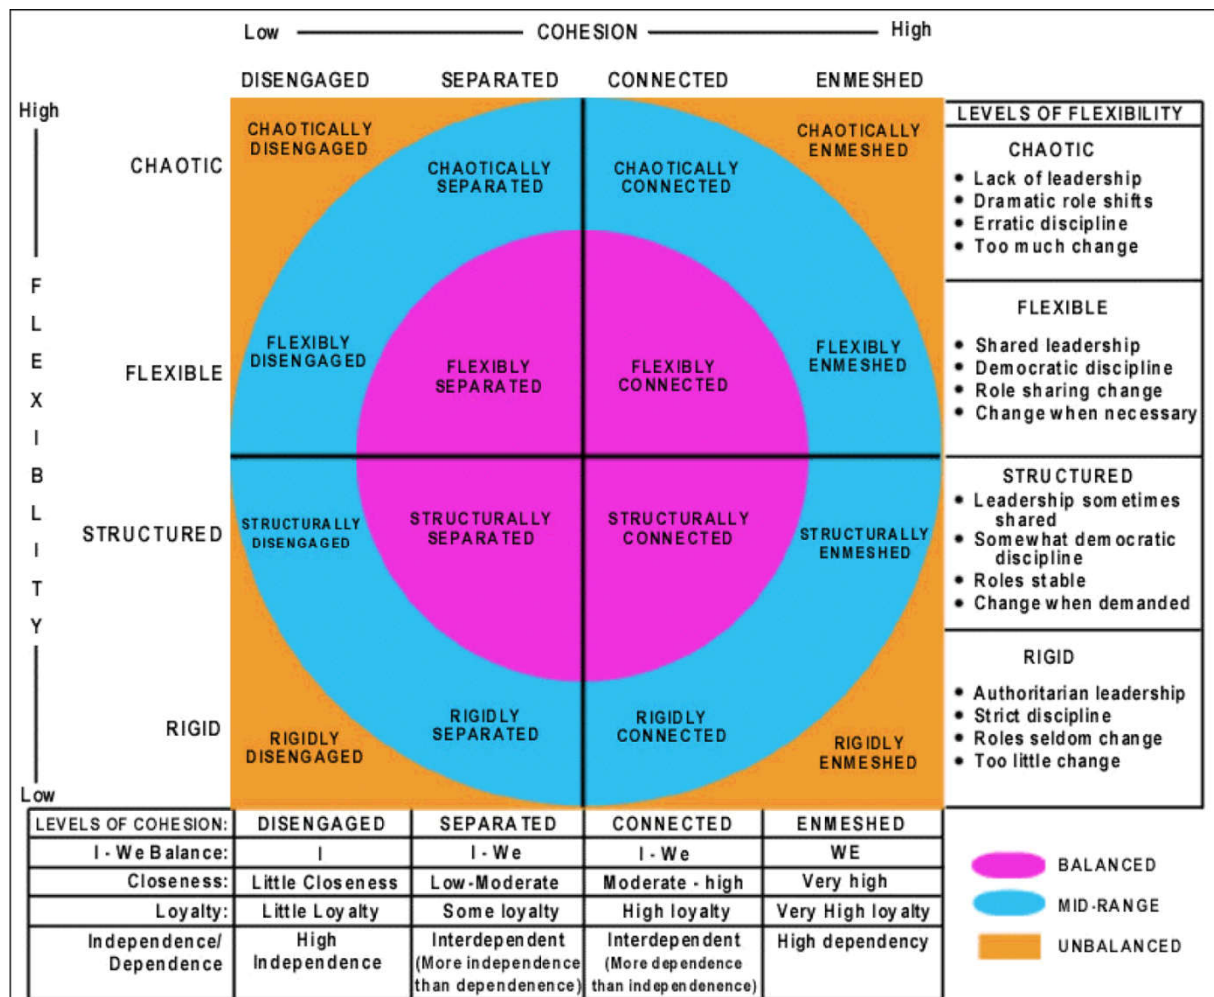 Low COHESION High
DISENGAGED SEPARATED CONNECTED ENMESHED
High
FLEXIBLITY
Low
CHAOTIC
FLEXIBLE
STRUCTURED
RIGID
CHAOTICALLY
DISENGAGED
CHAOTICALLY
SEPARATED
CHAOTICALLY
CONNECTED
CHAOTICALLY
ENMESHED
FLEXIBLY
DISENGAGED
FLEXIBLY
SEPARATED
FLEXIBLY
CONNECTED
FLEXIBLY
ENMESHED
STRUCTURALLY
DISENGAGED
STRUCTURALLY
SEPARATED
STRUCTURALLY
CONNECTED
STRUCTURALLY
ENMESHED
RIGIDLY
DISENGAGED
RIGIDLY
SEPARATED
RIGIDLY
CONNECTED
RIGIDLY
ENMESHED
LEVELS OF FLEXIBILITY
CHAOTIC
• Lack of leadership
• Dramatic role shifts
• Erratic discipline
• Too much change
FLEXIBLE
• Shared leadership
• Democratic discipline
• Role sharing change
• Change when necessary
STRUCTURED
• Leadership sometimes
shared
• Somewhat democratic
discipline
• Roles stable
• Change when demanded
RIGID
• Authoritarian leadership
• Strict discipline
• Roles seldom change
• Too little change
LEVELS OF COHESION: DISENGAGED SEPARATED CONNECTED ENMESHED
I - We Balance: I I - We I - We WE
Closeness: Little Closeness Low-Moderate Moderate - high Very high
Loyalty: Little Loyalty Some loyalty High loyalty Very High loyalty
Independence/
Dependence
High
Independence
Interdependent
(More independence
than dependenence)
Interdependent
(More dependence
than independenence)
High dependency
BALANCED
MID-RANGE
UNBALANCED